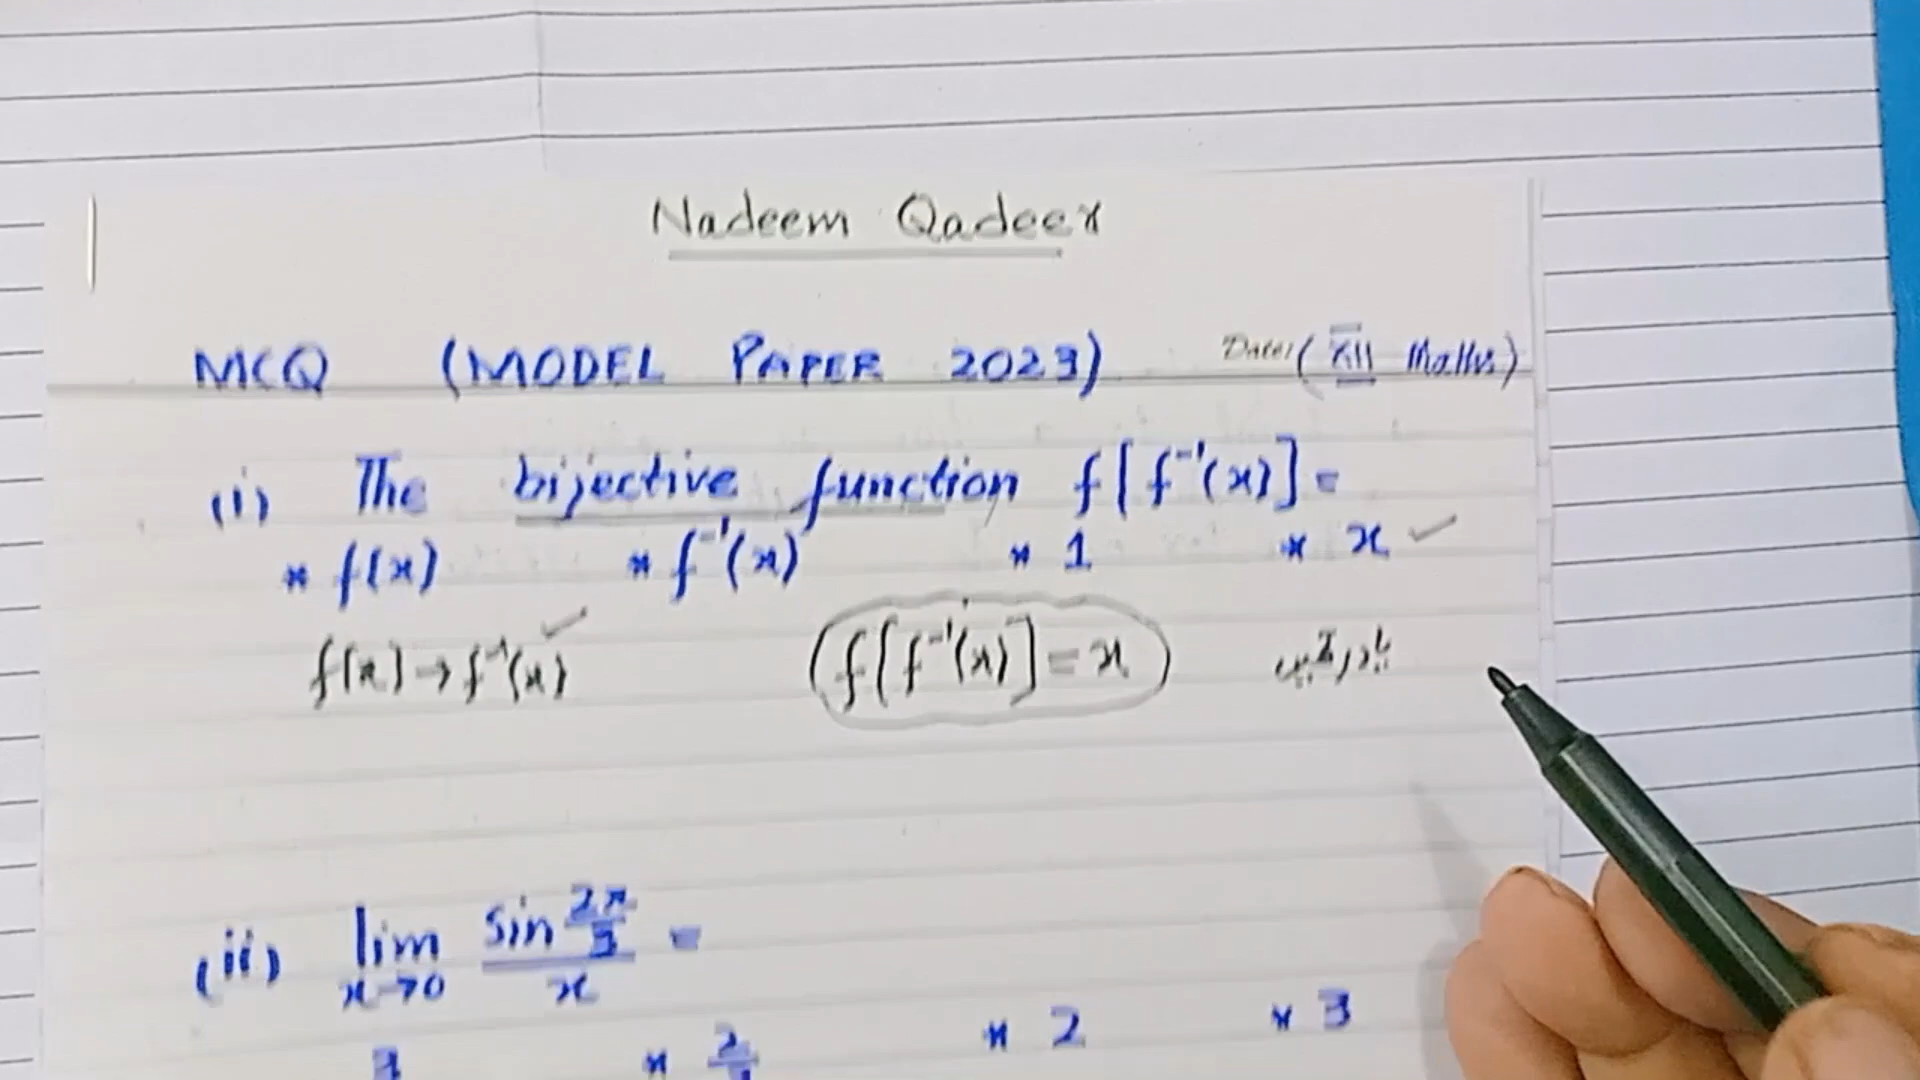 Nadeem Qadeer
MCQ (MODEL PAPER 2023) Date: (XII Maths)
(i) The bijective function f[f⁻¹(x)] =
* f(x) * f⁻¹(x) * 1 * x ✓
f(x) → f⁻¹(x) ✓ f[f⁻¹(x)] = x
(ii) lim x→0 sin 2x/3 / x =
* 2 * 3